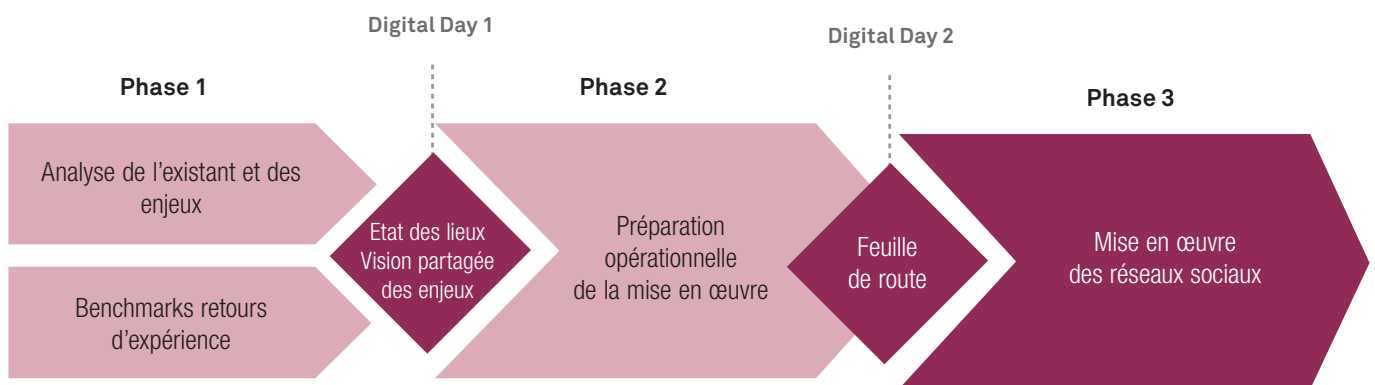 Digital Day 1
Digital Day 2
Phase 1
Phase 2
Phase 3
Analyse de l’existant et des
enjeux
Benchmarks retours
d’expérience
Etat des lieux
Vision partagée
des enjeux
Préparation
opérationnelle
de la mise en œuvre
Feuille
de route
Mise en œuvre
des réseaux sociaux